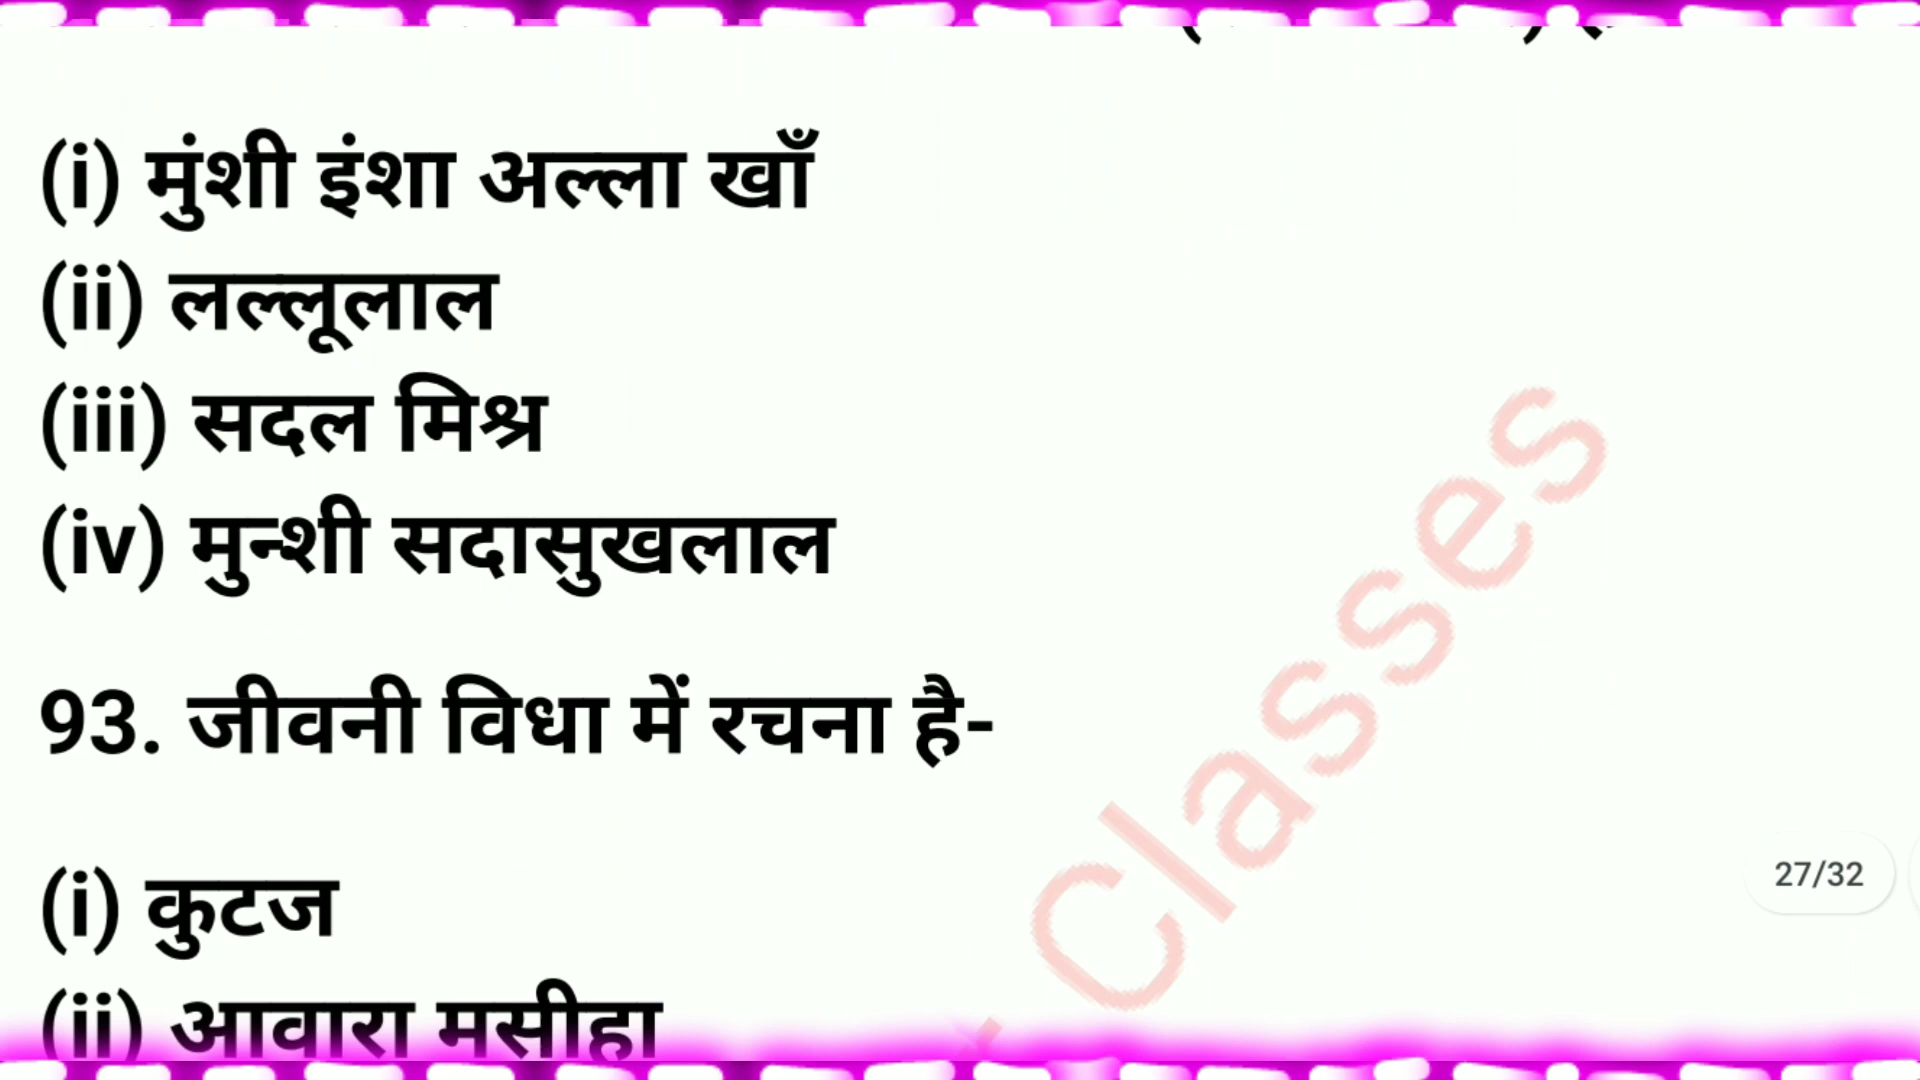 (i) मुंशी इंशा अल्ला खाँ
(ii) लल्लूलाल
(iii) सदल मिश्र
(iv) मुन्शी सदासुखलाल
93. जीवनी विधा में रचना है-
(i) कुटज
(ii) आवारा मसीहा
Classes
27/32